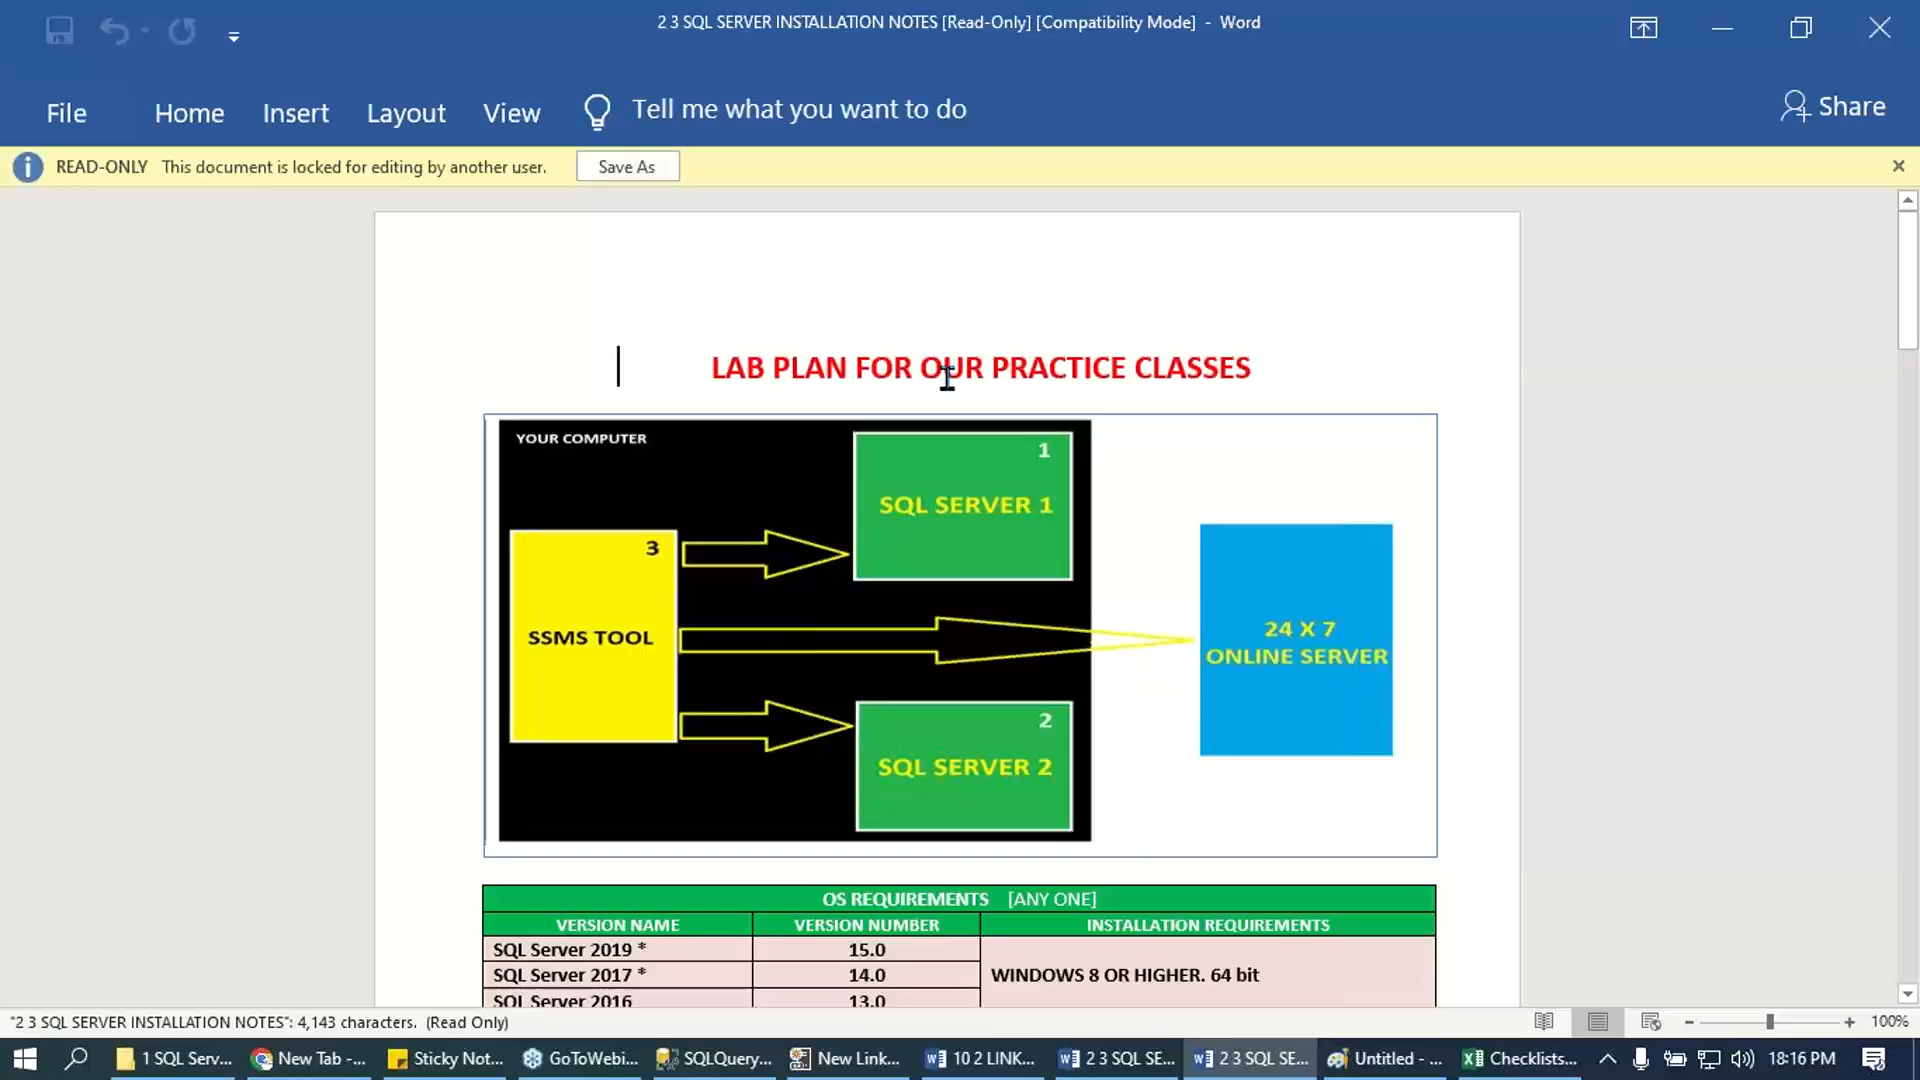 2 3 SQL SERVER INSTALLATION NOTES [Read-Only] [Compatibility Mode] - Word
File Home Insert Layout View Tell me what you want to do Share
READ-ONLY This document is locked for editing by another user. Save As
LAB PLAN FOR OUR PRACTICE CLASSES
YOUR COMPUTER
1
SQL SERVER 1
3
SSMS TOOL
24 X 7
ONLINE SERVER
2
SQL SERVER 2
OS REQUIREMENTS [ANY ONE]
VERSION NAME VERSION NUMBER INSTALLATION REQUIREMENTS
SQL Server 2019 * 15.0
SQL Server 2017 * 14.0 WINDOWS 8 OR HIGHER. 64 bit
SQL Server 2016 13.0
"2 3 SQL SERVER INSTALLATION NOTES": 4,143 characters. (Read Only) 100%
1 SQL Serv... New Tab -... Sticky Not... GoToWebi... SQLQuery... New Link... 10 2 LINK... 2 3 SQL SE... 2 3 SQL SE... Untitled - ... Checklists... 18:16 PM